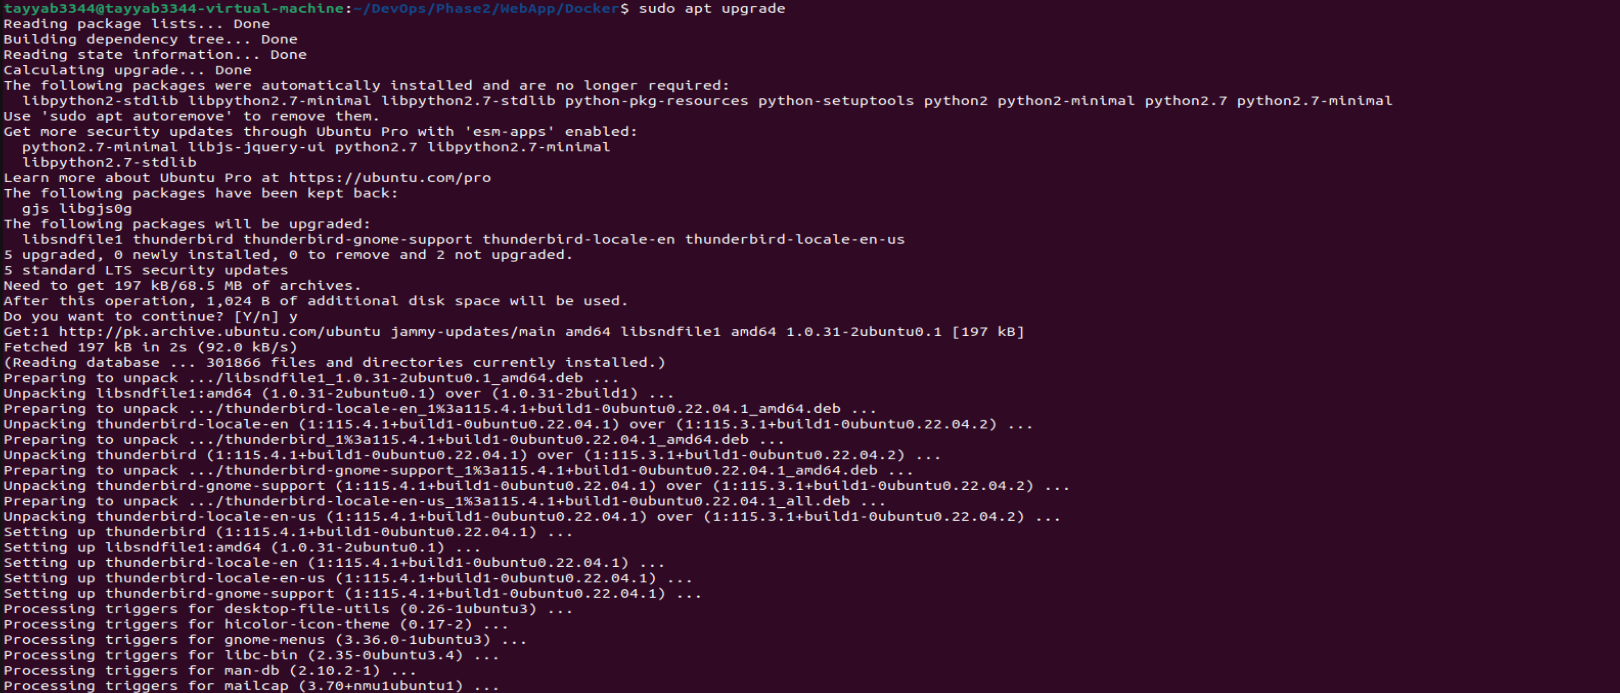 tayyab3344@tayyab3344-virtual-machine:~/DevOps/Phase2/WebApp/Docker$ sudo apt upgrade
Reading package lists... Done
Building dependency tree... Done
Reading state information... Done
Calculating upgrade... Done
The following packages were automatically installed and are no longer required:
  libpython2-stdlib libpython2.7-minimal libpython2.7-stdlib python-pkg-resources python-setuptools python2 python2-minimal python2.7 python2.7-minimal
Use 'sudo apt autoremove' to remove them.
Get more security updates through Ubuntu Pro with 'esm-apps' enabled:
  python2.7-minimal libjs-jquery-ui python2.7 libpython2.7-minimal
  libpython2.7-stdlib
Learn more about Ubuntu Pro at https://ubuntu.com/pro
The following packages have been kept back:
  gjs libgjs0g
The following packages will be upgraded:
  libsndfile1 thunderbird thunderbird-gnome-support thunderbird-locale-en thunderbird-locale-en-us
5 upgraded, 0 newly installed, 0 to remove and 2 not upgraded.
5 standard LTS security updates
Need to get 197 kB/68.5 MB of archives.
After this operation, 1,024 B of additional disk space will be used.
Do you want to continue? [Y/n] y
Get:1 http://pk.archive.ubuntu.com/ubuntu jammy-updates/main amd64 libsndfile1 amd64 1.0.31-2ubuntu0.1 [197 kB]
Fetched 197 kB in 2s (92.0 kB/s)
(Reading database ... 301866 files and directories currently installed.)
Preparing to unpack .../libsndfile1_1.0.31-2ubuntu0.1_amd64.deb ...
Unpacking libsndfile1:amd64 (1.0.31-2ubuntu0.1) over (1.0.31-2build1) ...
Preparing to unpack .../thunderbird-locale-en_1%3a115.4.1+build1-0ubuntu0.22.04.1_amd64.deb ...
Unpacking thunderbird-locale-en (1:115.4.1+build1-0ubuntu0.22.04.1) over (1:115.3.1+build1-0ubuntu0.22.04.2) ...
Preparing to unpack .../thunderbird_1%3a115.4.1+build1-0ubuntu0.22.04.1_amd64.deb ...
Unpacking thunderbird (1:115.4.1+build1-0ubuntu0.22.04.1) over (1:115.3.1+build1-0ubuntu0.22.04.2) ...
Preparing to unpack .../thunderbird-gnome-support_1%3a115.4.1+build1-0ubuntu0.22.04.1_amd64.deb ...
Unpacking thunderbird-gnome-support (1:115.4.1+build1-0ubuntu0.22.04.1) over (1:115.3.1+build1-0ubuntu0.22.04.2) ...
Preparing to unpack .../thunderbird-locale-en-us_1%3a115.4.1+build1-0ubuntu0.22.04.1_all.deb ...
Unpacking thunderbird-locale-en-us (1:115.4.1+build1-0ubuntu0.22.04.1) over (1:115.3.1+build1-0ubuntu0.22.04.2) ...
Setting up thunderbird (1:115.4.1+build1-0ubuntu0.22.04.1) ...
Setting up libsndfile1:amd64 (1.0.31-2ubuntu0.1) ...
Setting up thunderbird-locale-en (1:115.4.1+build1-0ubuntu0.22.04.1) ...
Setting up thunderbird-locale-en-us (1:115.4.1+build1-0ubuntu0.22.04.1) ...
Setting up thunderbird-gnome-support (1:115.4.1+build1-0ubuntu0.22.04.1) ...
Processing triggers for desktop-file-utils (0.26-1ubuntu3) ...
Processing triggers for hicolor-icon-theme (0.17-2) ...
Processing triggers for gnome-menus (3.36.0-1ubuntu3) ...
Processing triggers for libc-bin (2.35-0ubuntu3.4) ...
Processing triggers for man-db (2.10.2-1) ...
Processing triggers for mailcap (3.70+nmu1ubuntu1) ...